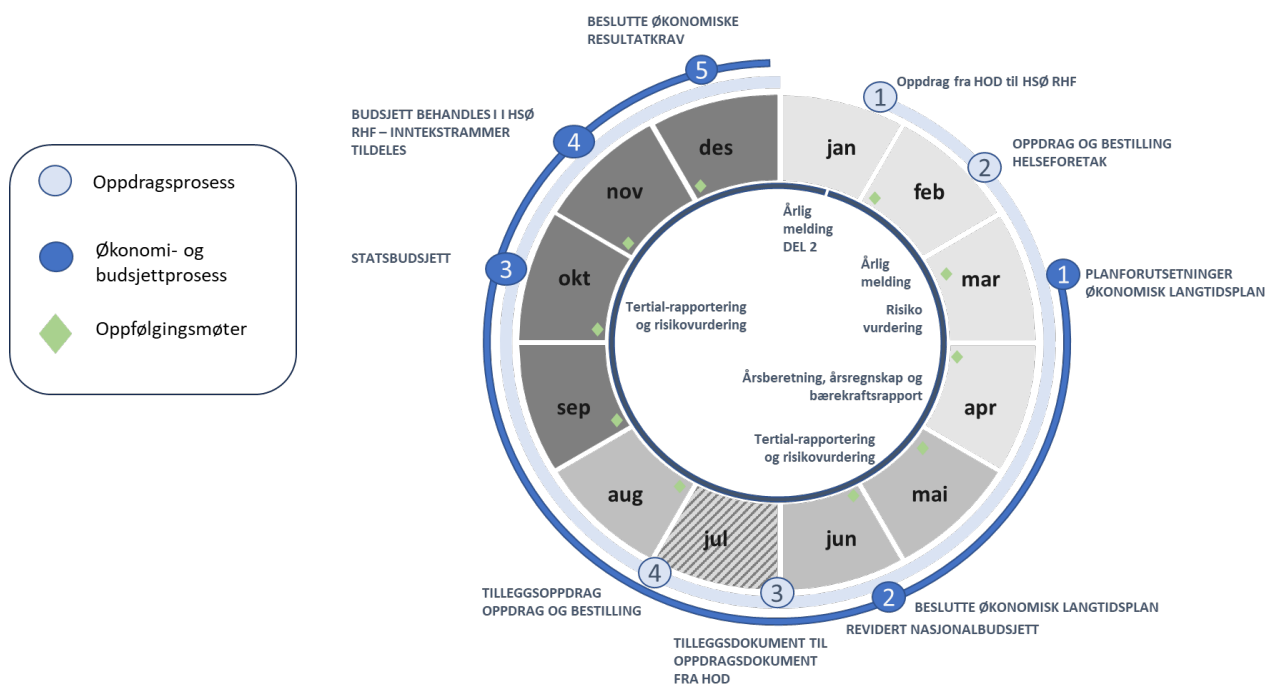 BESLUTTE ØKONOMISKE
RESULTATKRAV
5
1
Oppdrag fra HOD til HSØ RHF
BUDSJETT BEHANDLES I I HSØ
RHF – INNTEKSTRAMMER
TILDELES
4
des
jan
OPPDRAG OG BESTILLING
HELSEFORETAK
2
Oppdragsprosess
nov
feb
Årlig
melding
DEL 2
Økonomi- og
budsjettprosess
STATSBUDSJETT
3
okt
mar
1
PLANFORUTSETNINGER
ØKONOMISK LANGTIDSPLAN
Årlig
melding
Oppfølgingsmøter
Tertial-rapportering
og risikovurdering
Risiko
vurdering
Årsberetning, årsregnskap og
bærekraftsrapport
sep
apr
Tertial-rapportering
og risikovurdering
aug
mai
jul
jun
4
3
2
TILLEGGSOPPDRAG
OPPDRAG OG BESTILLING
BESLUTTE ØKONOMISK LANGTIDSPLAN
REVIDERT NASJONALBUDSJETT
TILLEGGSDOKUMENT TIL
OPPDRAGSDOKUMENT
FRA HOD